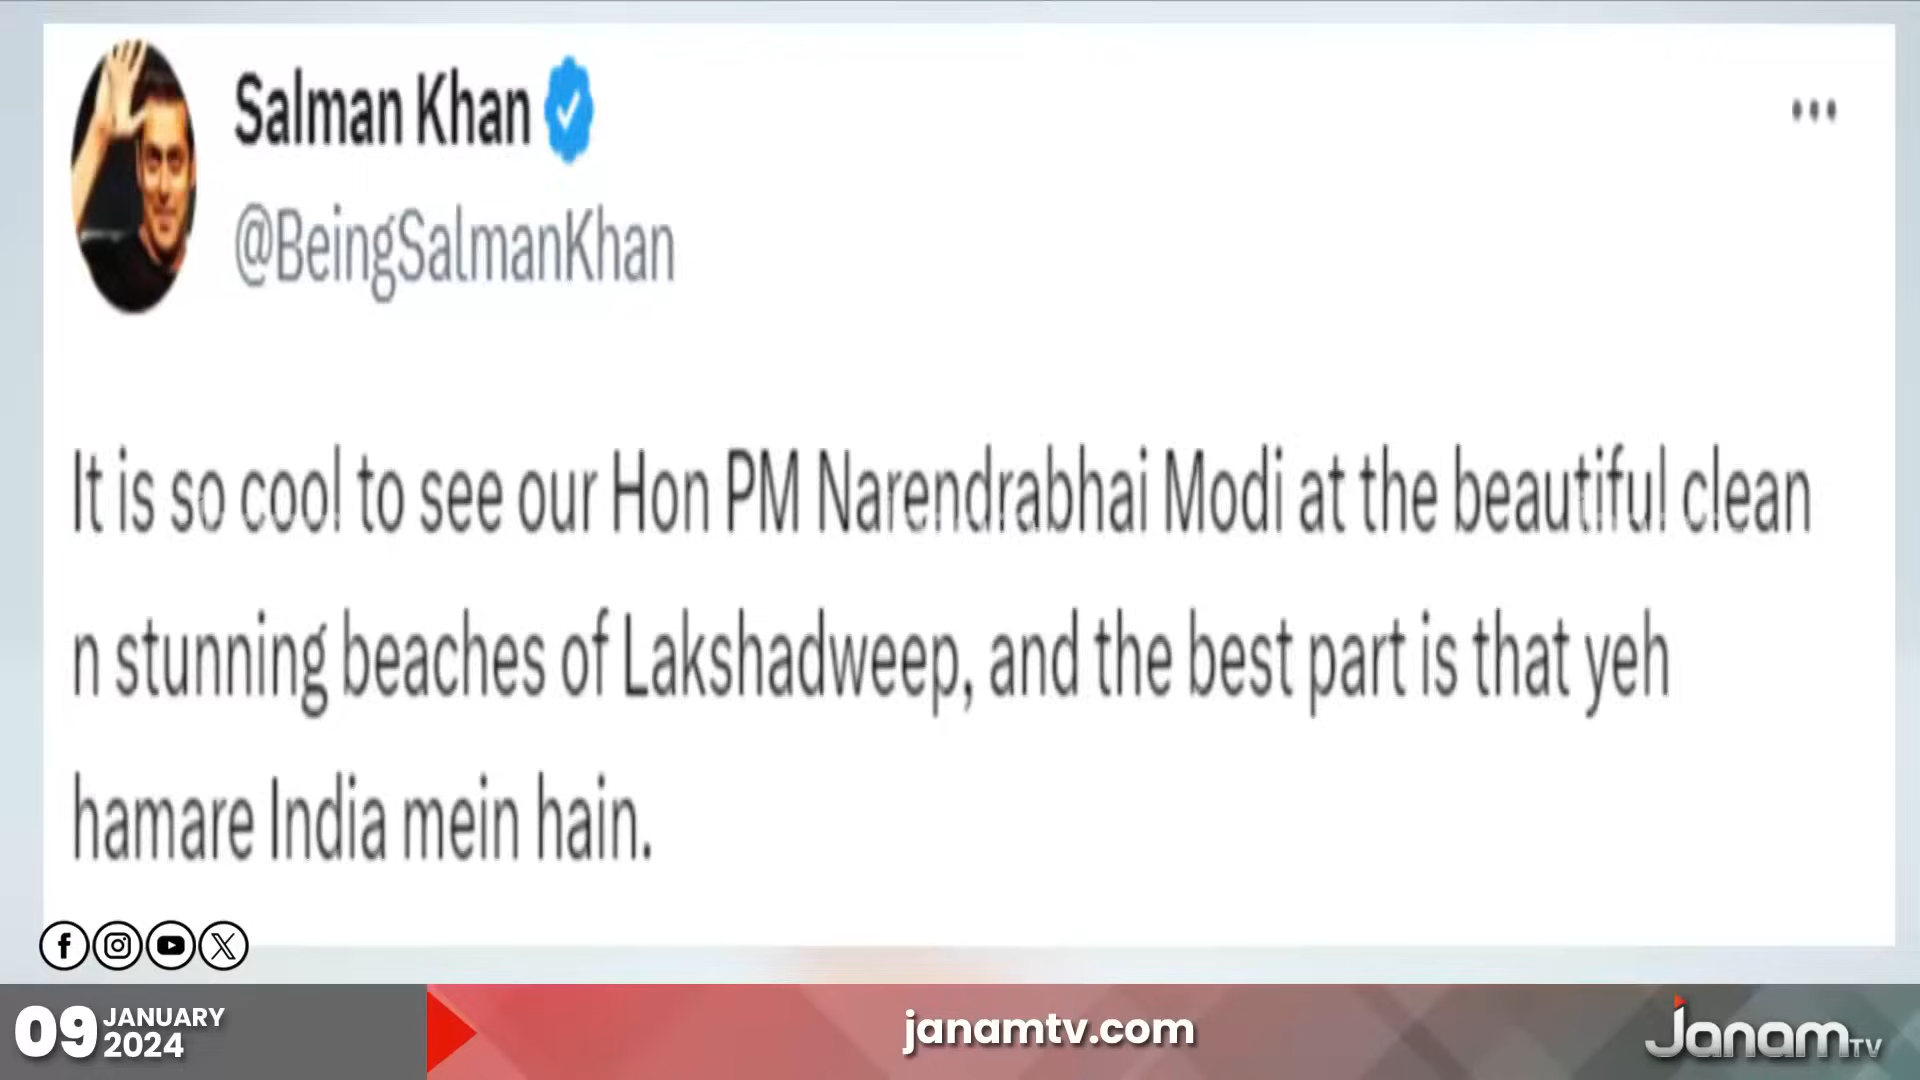 Salman Khan
@BeingSalmanKhan
It is so cool to see our Hon PM Narendrabhai Modi at the beautiful clean
n stunning beaches of Lakshadweep, and the best part is that yeh
hamare India mein hain.
09 JANUARY
2024
janamtv.com
Janam TV